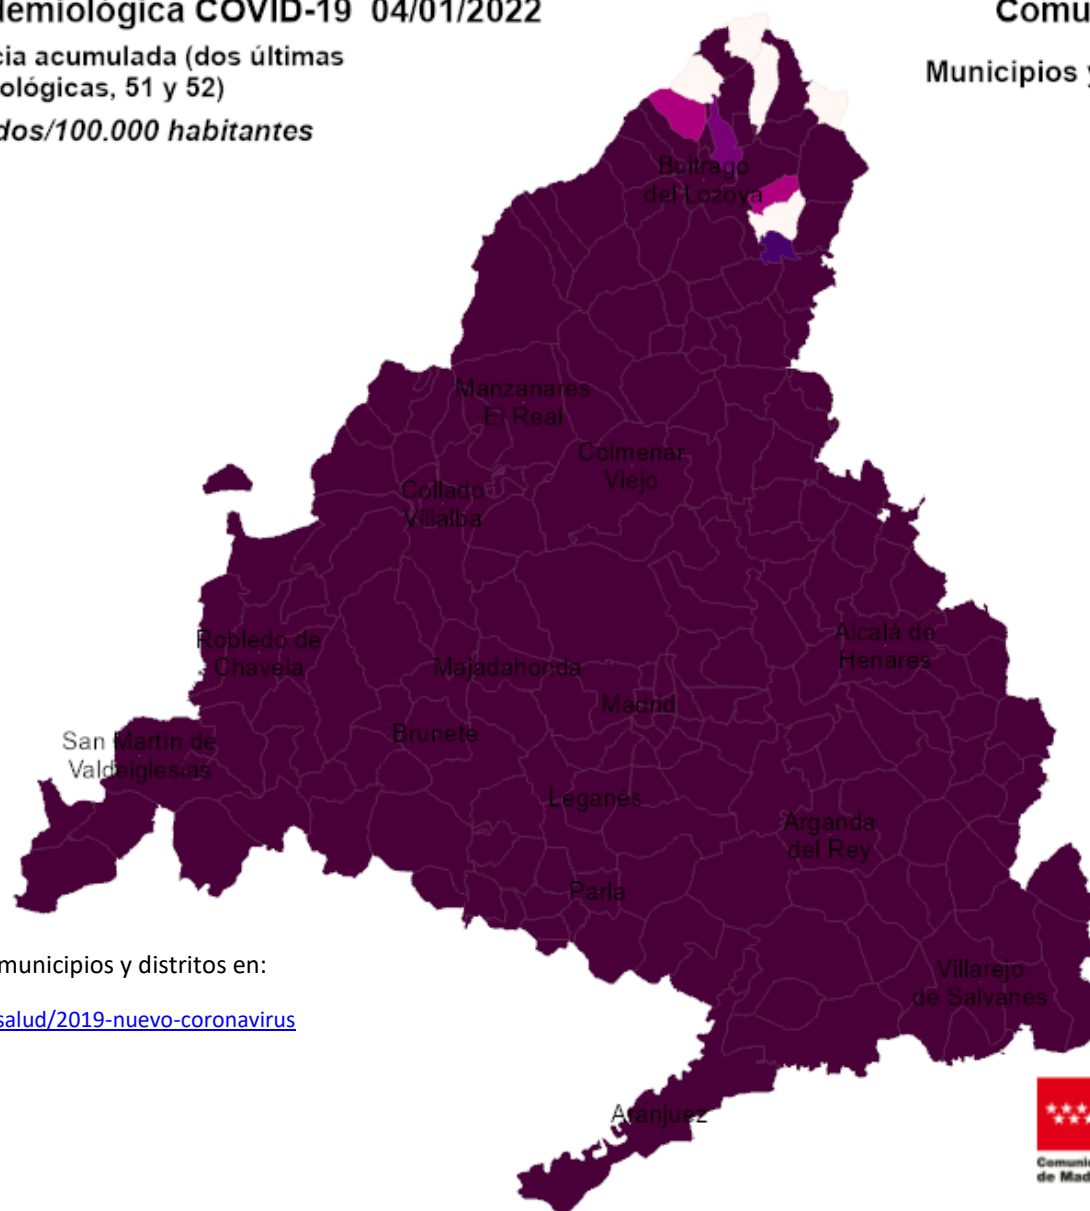 demiológica COVID-19 04/01/2022
Comu
cia acumulada (dos últimas
ológicas, 51 y 52)
Municipios y
dos/100.000 habitantes
Buitrago
del Lozoya
Manzanares
El Real
Colmenar
Viejo
Collado
Villalba
Robledo de
Chavela
Alcalá de
Henares
Majadahonda
Madrid
Brunete
San Martín de
Valdeiglesias
Leganés
Arganda
del Rey
Parla
municipios y distritos en:
Villarejo
de Salvanés
salud/2019-nuevo-coronavirus
Aranjuez
Comuni
de Mad